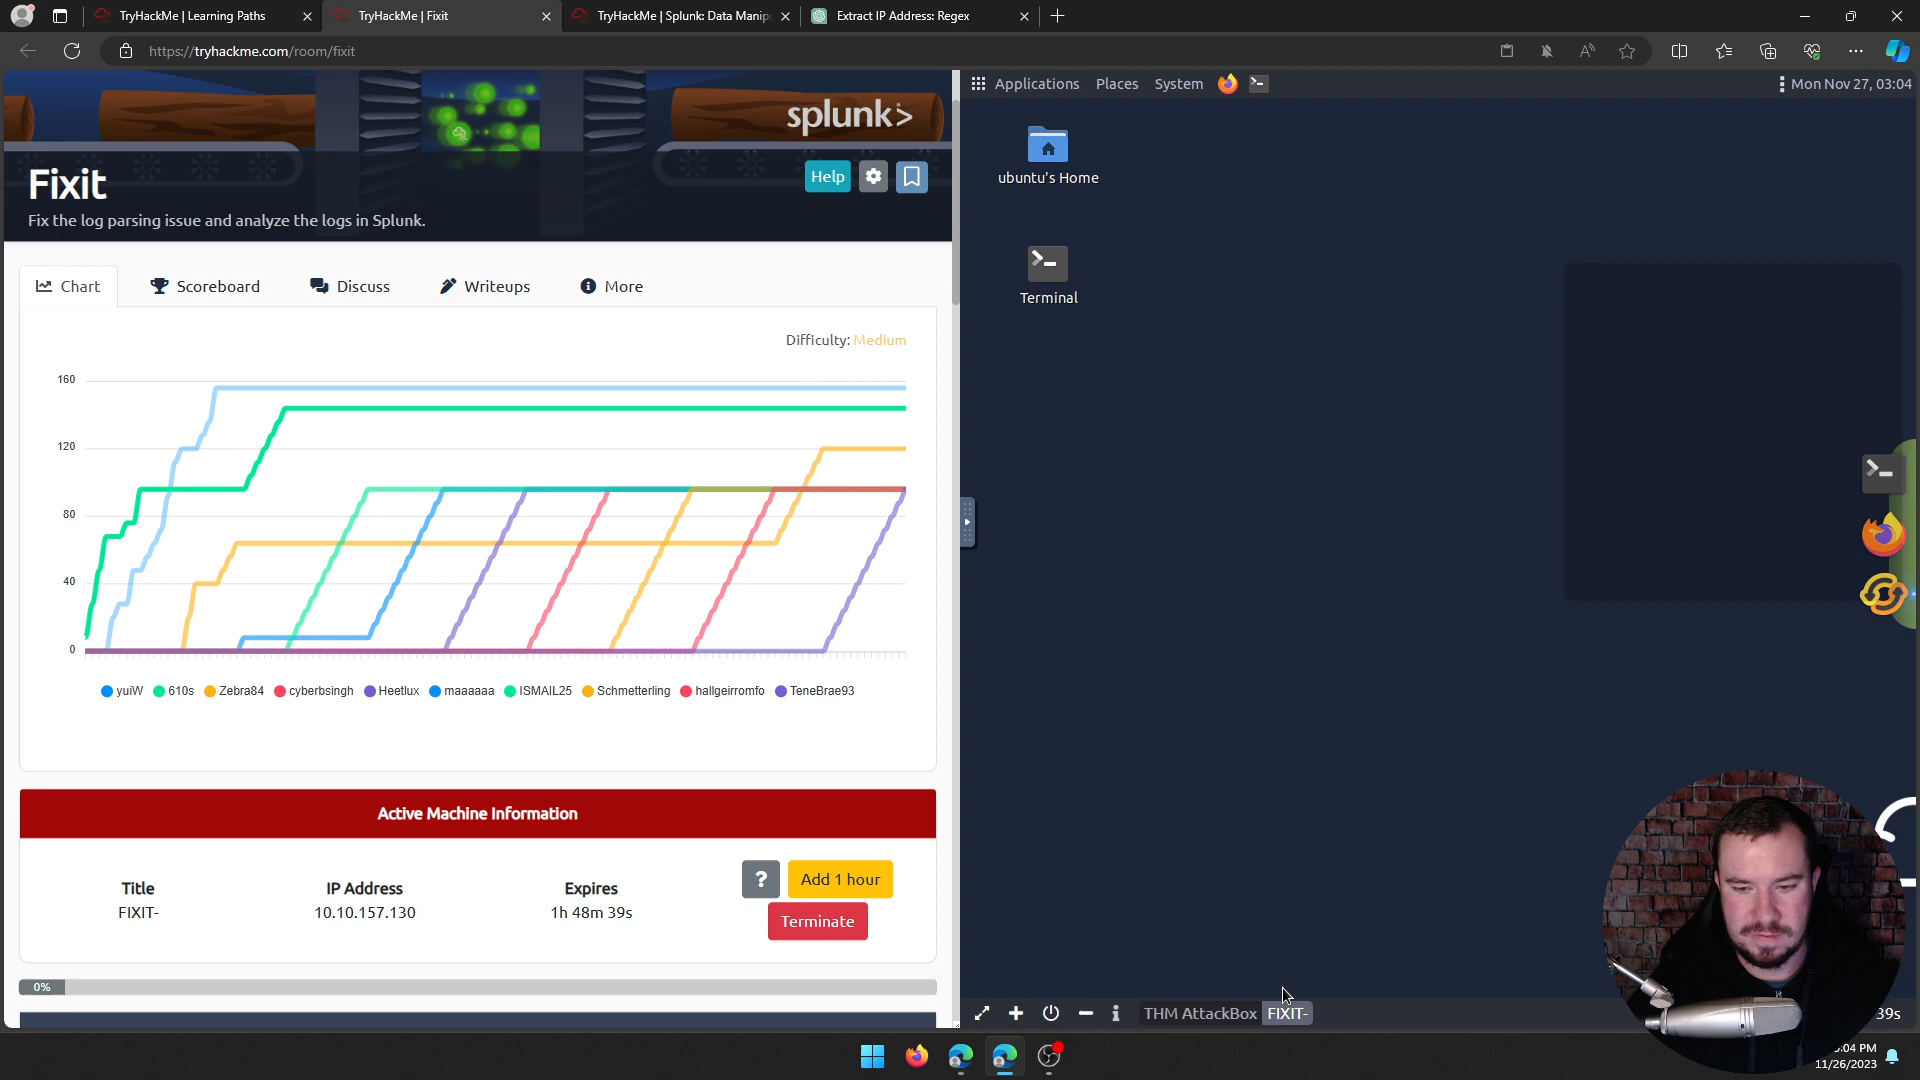 TryHackMe | Learning Paths
TryHackMe | Fixit
TryHackMe | Splunk: Data Manip
Extract IP Address: Regex
https://tryhackme.com/room/fixit
splunk>
Fixit
Help
Fix the log parsing issue and analyze the logs in Splunk.
Chart
Scoreboard
Discuss
Writeups
More
Difficulty: Medium
160
120
80
40
0
yuiW
610s
Zebra84
cyberbsingh
Heetlux
maaaaaa
ISMAIL25
Schmetterling
hallgeirromfo
TeneBrae93
Active Machine Information
Title
IP Address
Expires
FIXIT-
10.10.157.130
1h 48m 39s
?
Add 1 hour
Terminate
0%
Applications
Places
System
Mon Nov 27, 03:04
ubuntu's Home
Terminal
THM AttackBox
FIXIT-
39s
:04 PM
11/26/2023